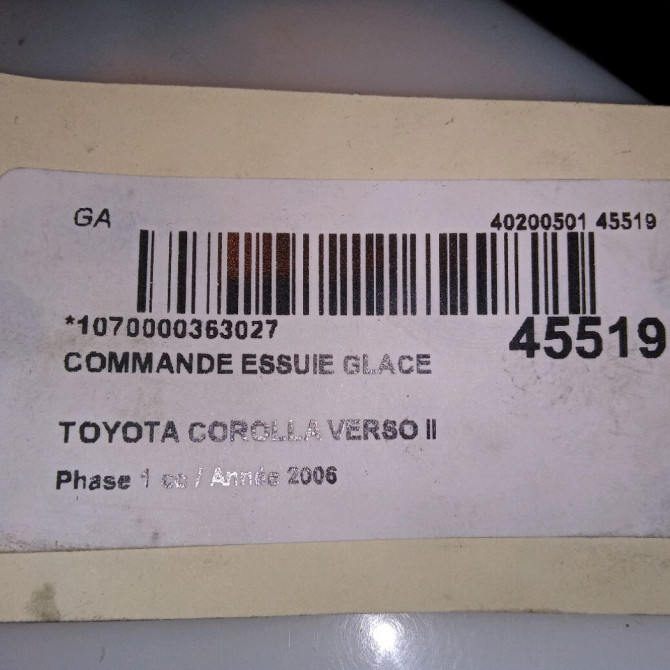 GA
40200501 45519
*1070000363027
45519
COMMANDE ESSUIE GLACE
TOYOTA COROLLA VERSO II
Phase 1 cc / Année 2006